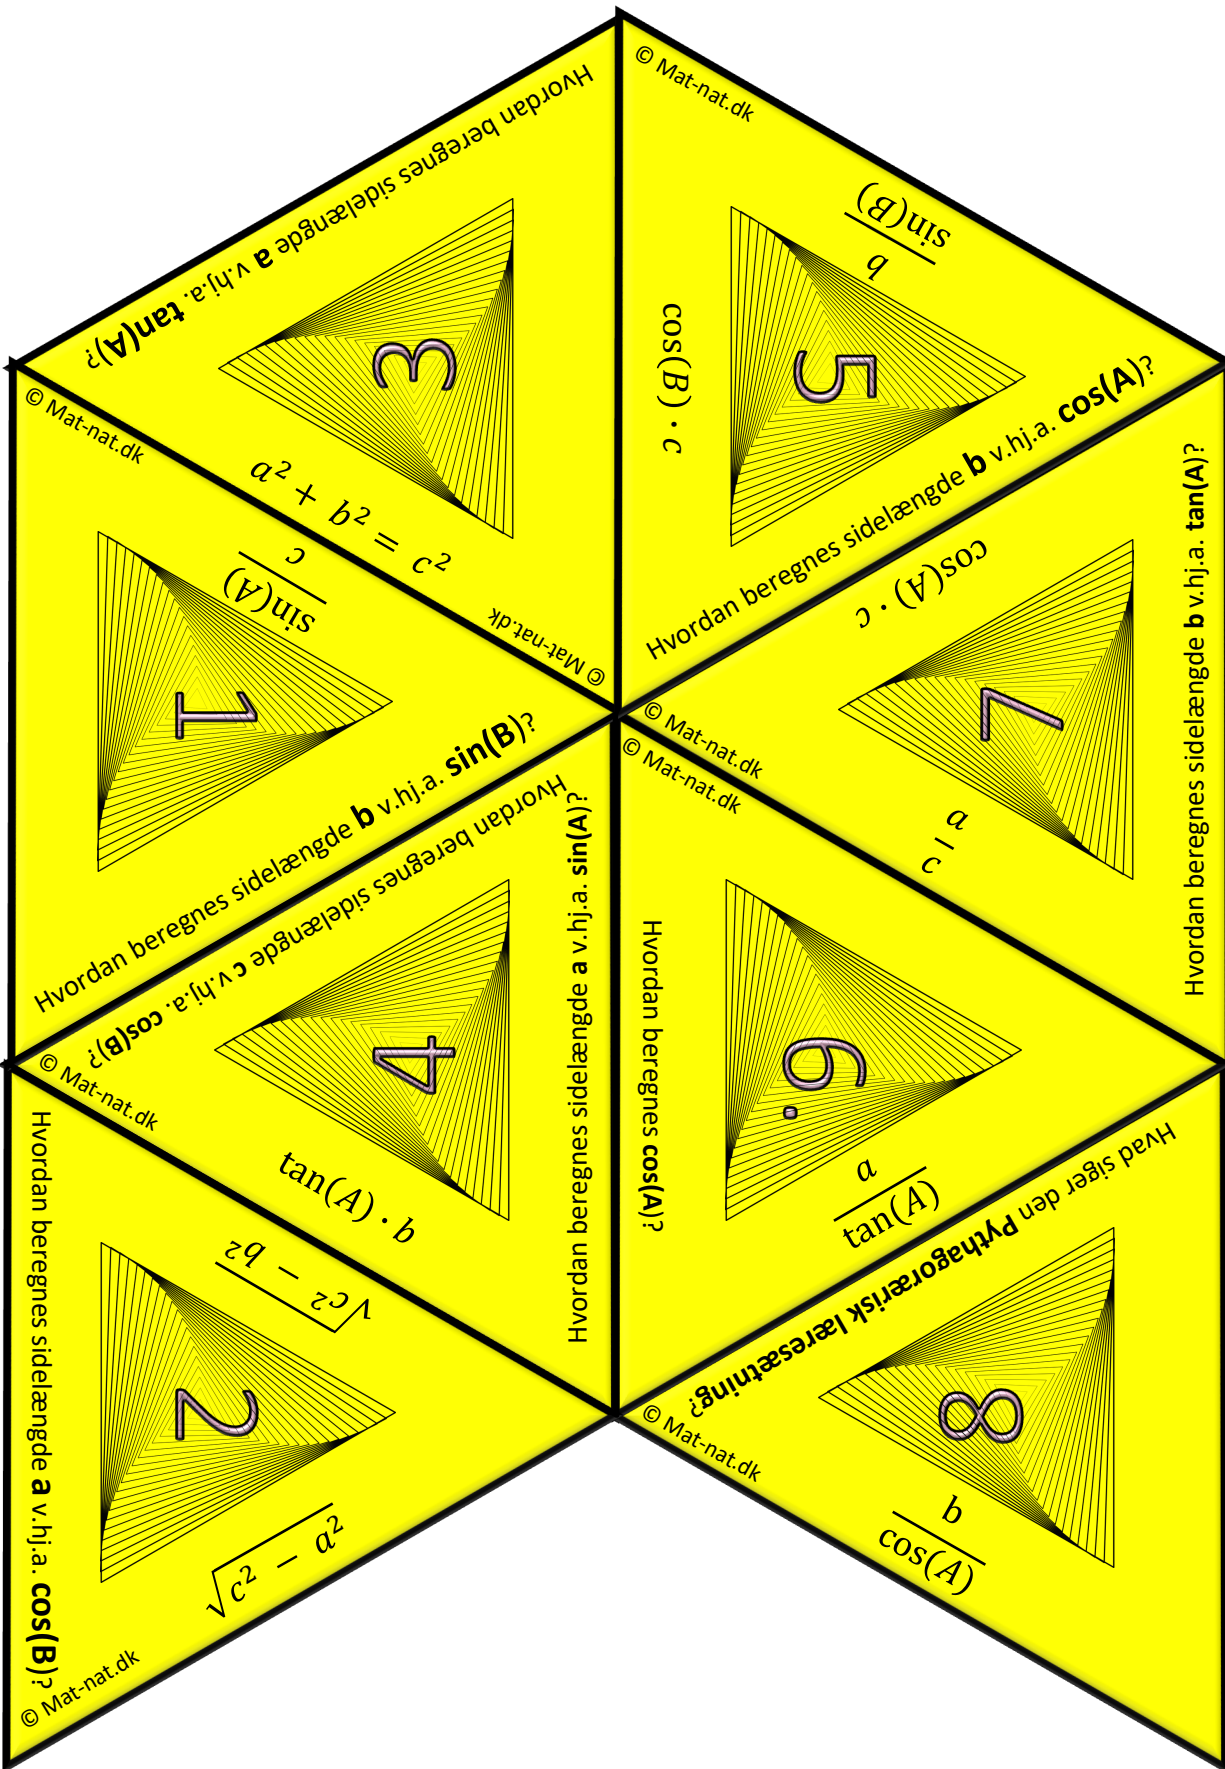 Hvordan beregnes sidelængde a v.hj.a. tan(A)?
3
a² + b² = c²
© Mat-nat.dk
© Mat-nat.dk
b/sin(B)
5
cos(B) · c
Hvordan beregnes sidelængde b v.hj.a. cos(A)?
© Mat-nat.dk
c/sin(A)
1
Hvordan beregnes sidelængde b v.hj.a. sin(B)?
cos(A) · c
7
Hvordan beregnes sidelængde b v.hj.a. tan(A)?
a/c
© Mat-nat.dk
Hvordan beregnes sidelængde c v.hj.a. cos(B)?
4
Hvordan beregnes sidelængde a v.hj.a. sin(A)?
tan(A) · b
© Mat-nat.dk
© Mat-nat.dk
6.
Hvordan beregnes cos(A)?
a/tan(A)
√(c² − b²)
2
Hvordan beregnes sidelængde a v.hj.a. cos(B)?
√(c² − a²)
© Mat-nat.dk
Hvad siger den Pythagoræisk læresætning?
8
b/cos(A)
© Mat-nat.dk